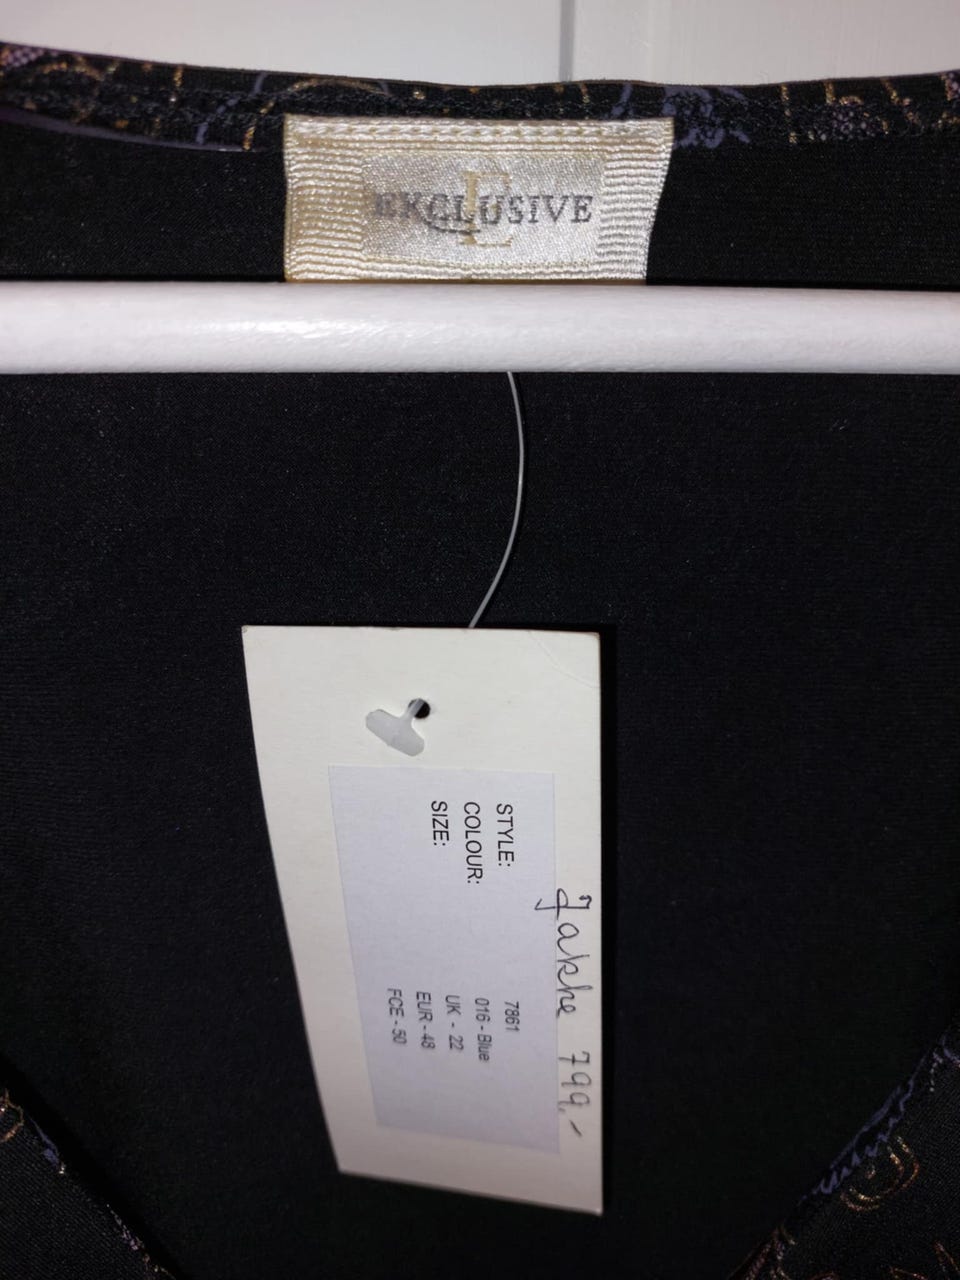 EXCLUSIVE
E
Jakke 799,-
STYLE: 7861
COLOUR: 016 - Blue
SIZE: UK - 22
EUR - 48
FCE - 50